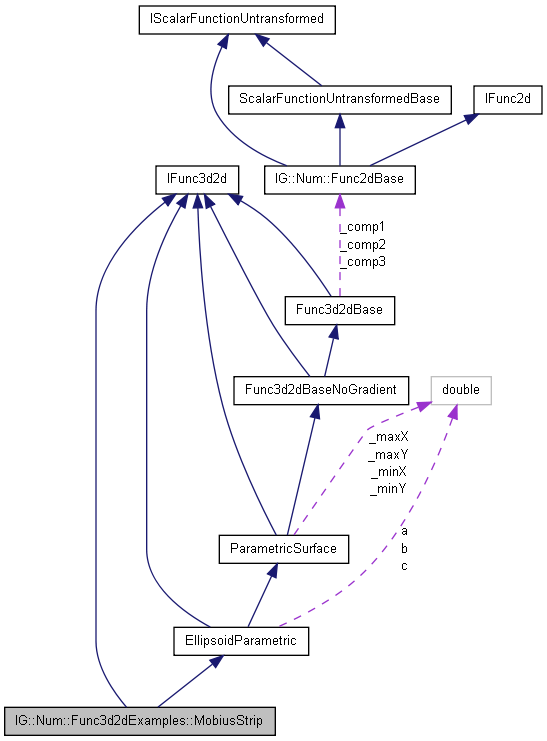 IScalarFunctionUntransformed
ScalarFunctionUntransformedBase
IFunc2d
IFunc3d2d
IG::Num::Func2dBase
_comp1
_comp2
_comp3
Func3d2dBase
Func3d2dBaseNoGradient
double
_maxX
_maxY
_minX
_minY
a
b
c
ParametricSurface
EllipsoidParametric
IG::Num::Func3d2dExamples::MobiusStrip